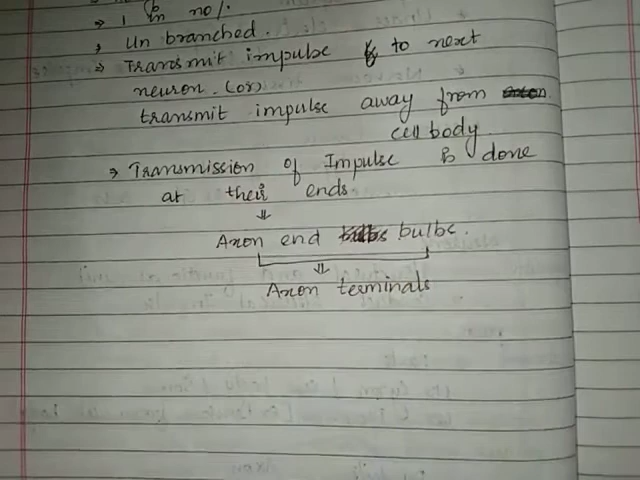 ⇒ 1 in no/.
⇒ Un branched.
⇒ Transmit impulse to next
neuron. (or)
transmit impulse away from
cell body.
⇒ Transmission of Impulse is done
at their ends.
⇓
Axon end bulbs.
⇓
Axon terminals